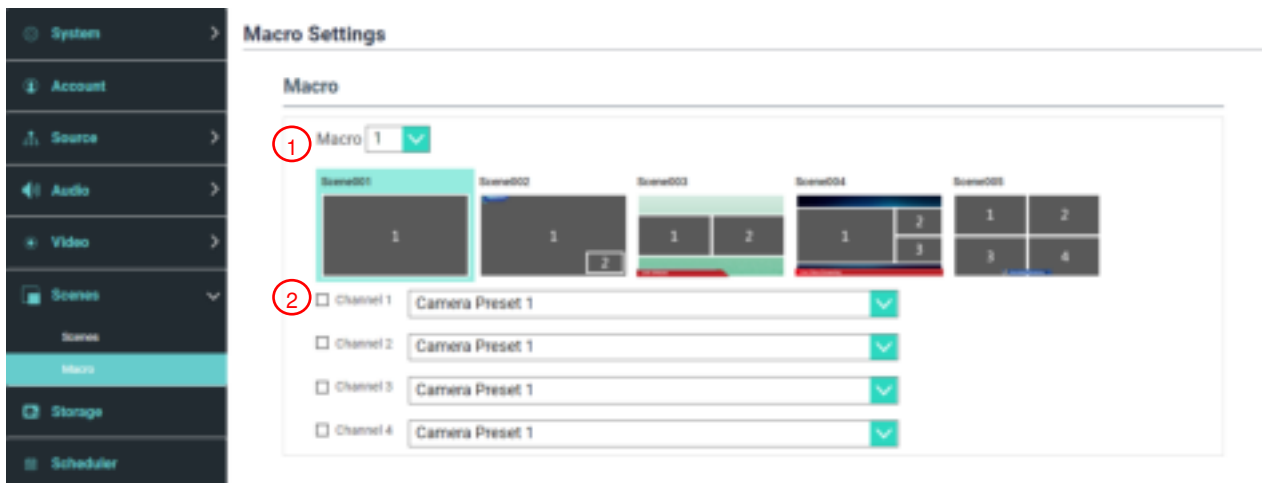 System
Account
Source
Audio
Video
Scenes
Scenes
Macro
Storage
Scheduler
Macro Settings
Macro
1 Macro 1
Scene001 Scene002 Scene003 Scene004 Scene005
1 1 2 1 2 1 2 3 1 2 3 4
2 Channel 1 Camera Preset 1
Channel 2 Camera Preset 1
Channel 3 Camera Preset 1
Channel 4 Camera Preset 1